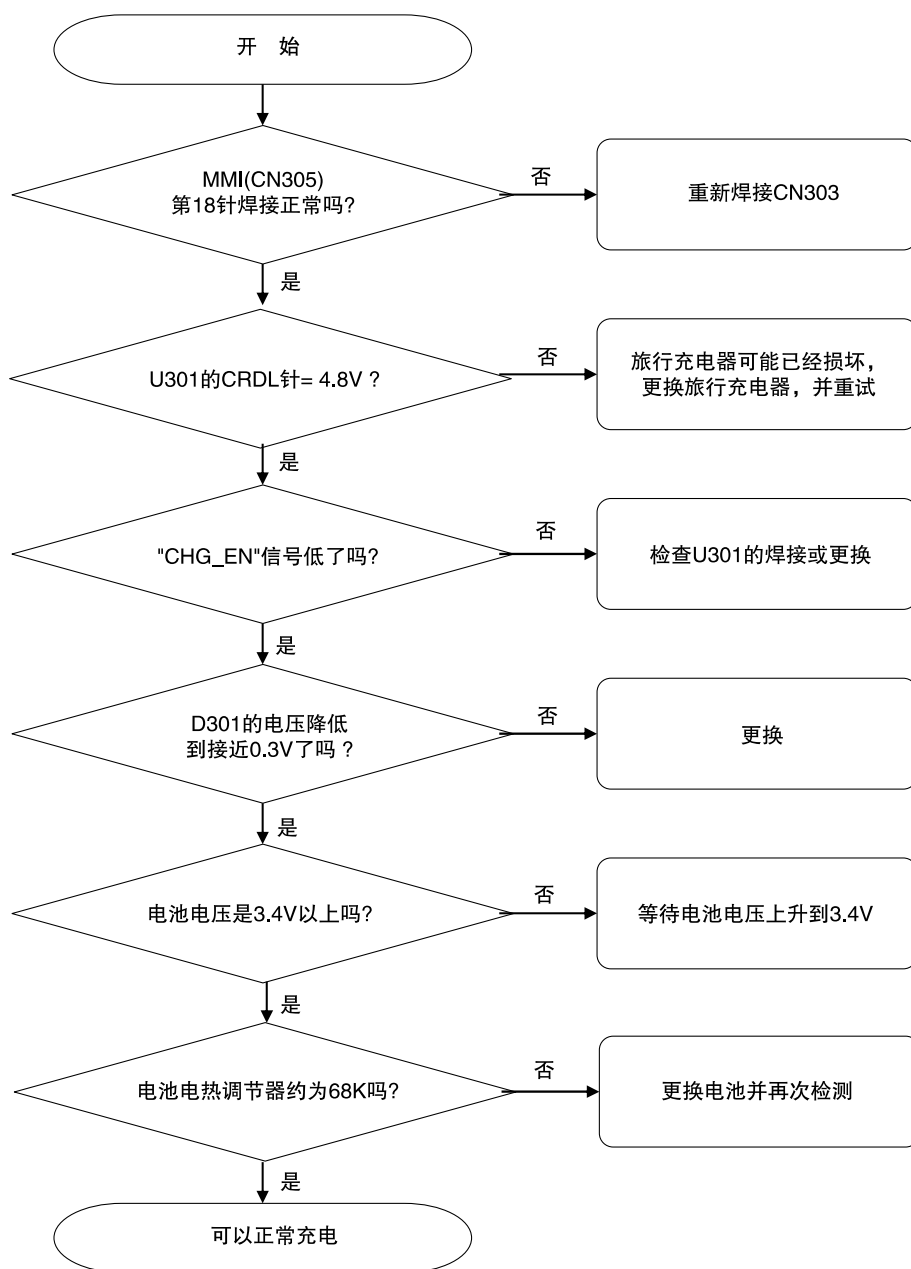 开 始
MMI(CN305)
第18针焊接正常吗?
否
重新焊接CN303
是
U301的CRDL针= 4.8V ?
否
旅行充电器可能已经损坏，
更换旅行充电器，并重试
是
"CHG_EN"信号低了吗?
否
检查U301的焊接或更换
是
D301的电压降低
到接近0.3V了吗 ?
否
更换
是
电池电压是3.4V以上吗?
否
等待电池电压上升到3.4V
是
电池电热调节器约为68K吗?
否
更换电池并再次检测
是
可以正常充电